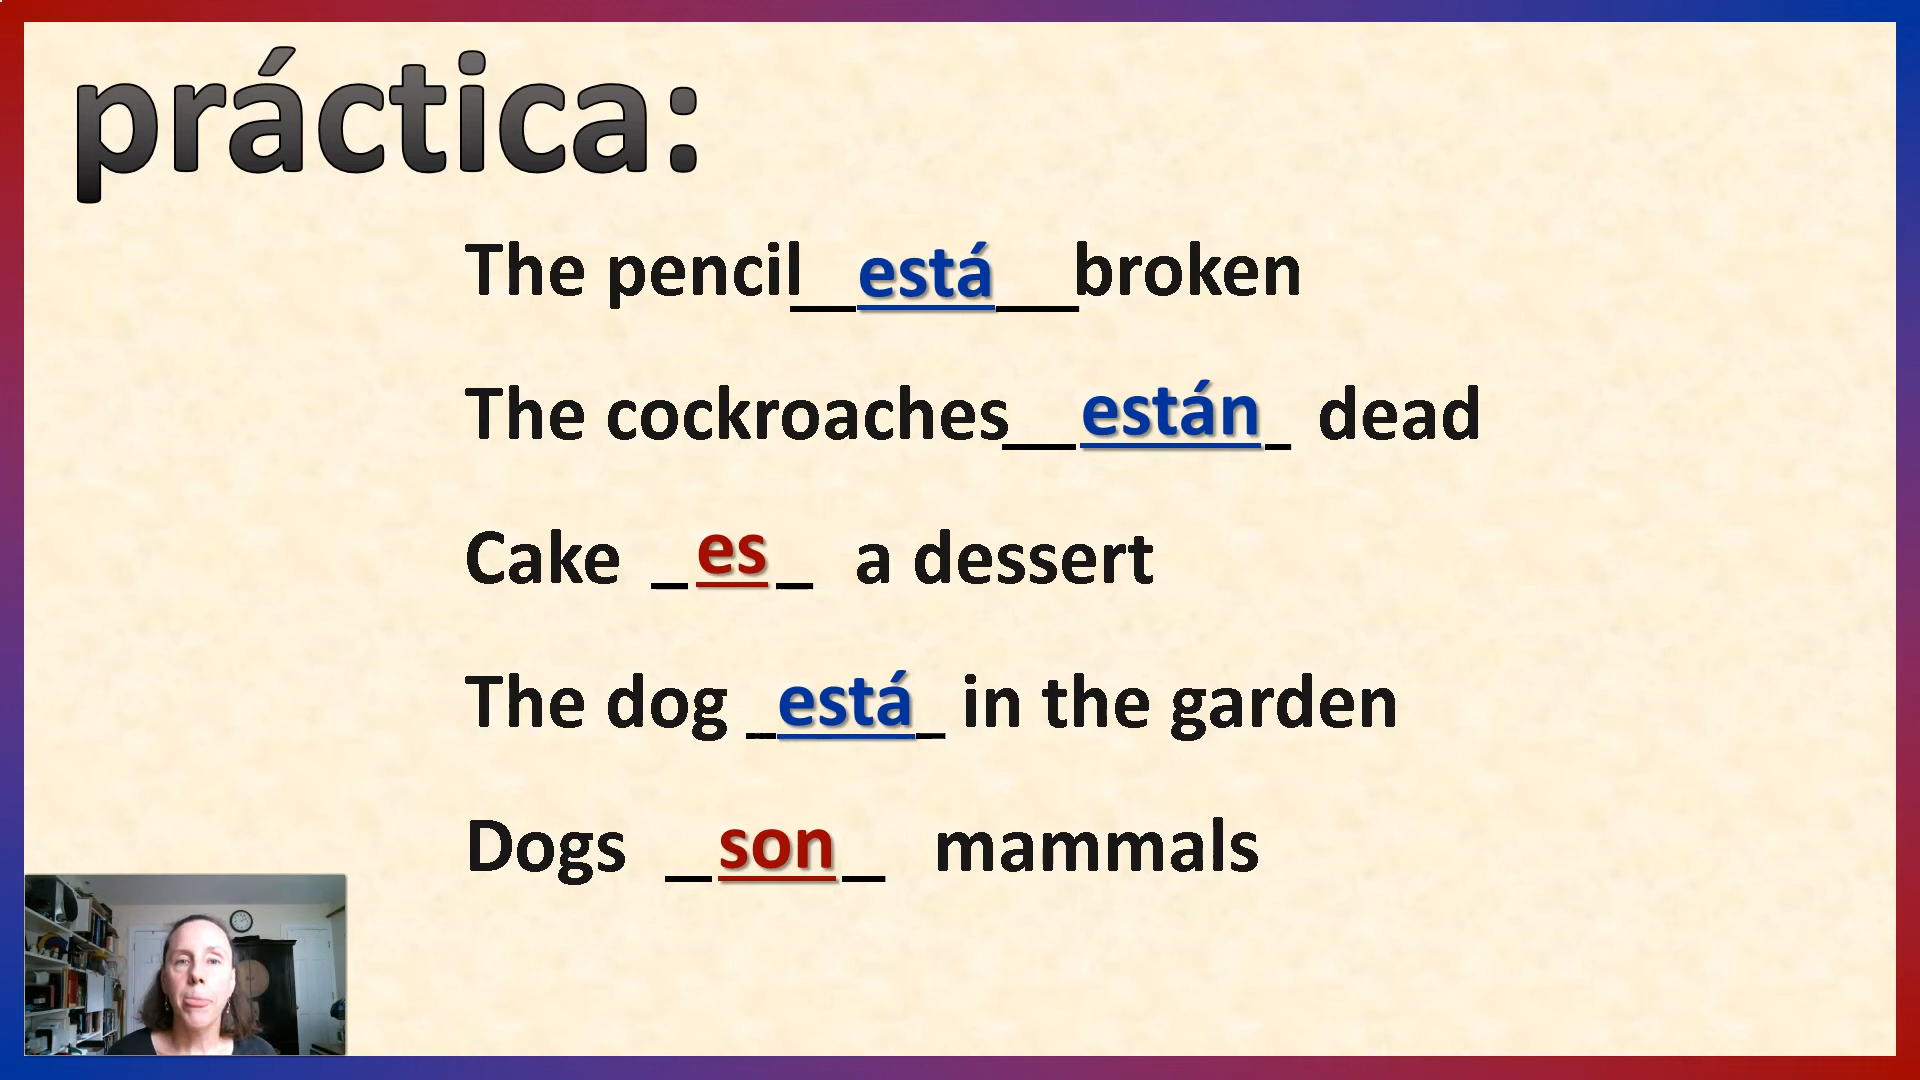 práctica:
The pencil__está___broken
The cockroaches__están_ dead
Cake _es_ a dessert
The dog _está_ in the garden
Dogs _son_ mammals